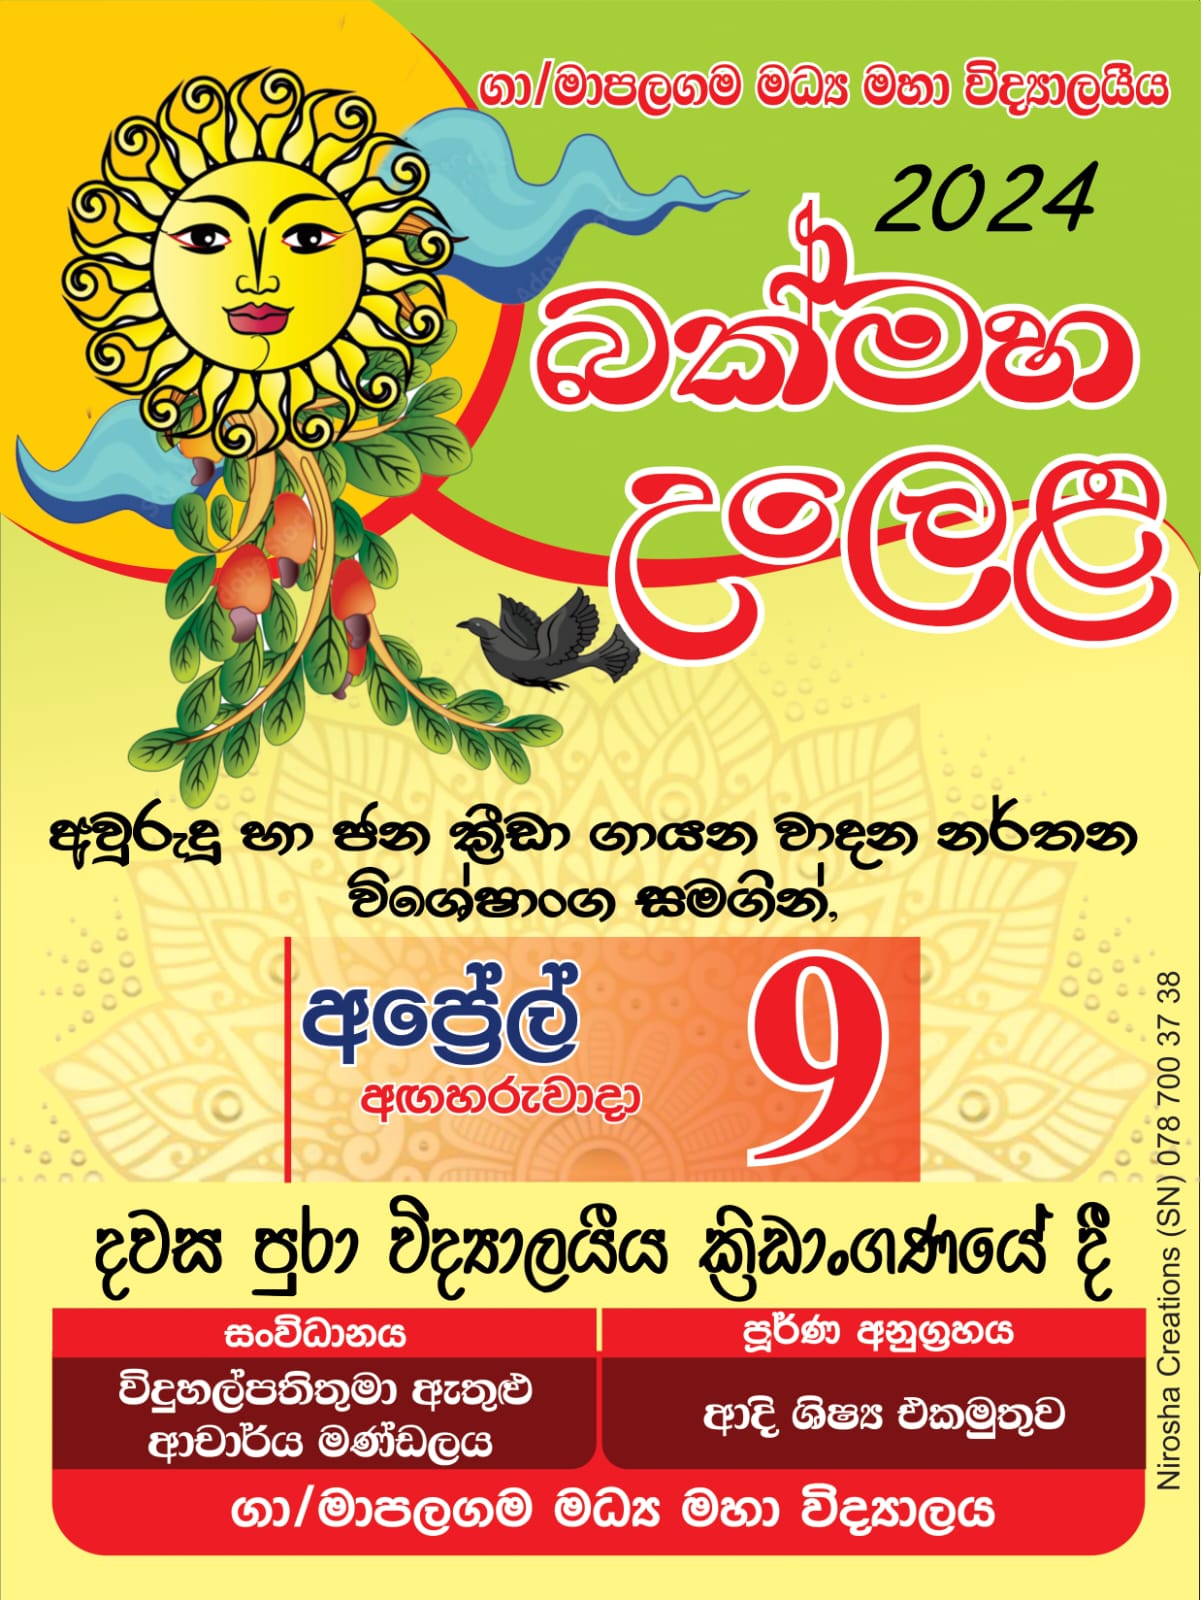 ගා/මාපලගම මධ්‍ය මහා විද්‍යාලයීය
2024
බක්මහ
උලෙළ
අවුරුදු හා ජන ක්‍රීඩා ගායන වාදන නර්තන
විශේෂාංග සමගින්,
අප්‍රේල් 9
අඟහරුවාදා
දවස පුරා විද්‍යාලයීය ක්‍රිඩාංගණයේ දී
සංවිධානය
විදුහල්පතිතුමා ඇතුළු
ආචාර්ය මණ්ඩලය
පූර්ණ අනුග්‍රහය
ආදි ශිෂ්‍ය එකමුතුව
ගා/මාපලගම මධ්‍ය මහා විද්‍යාලය
Nirosha Creations (SN) 078 700 37 38